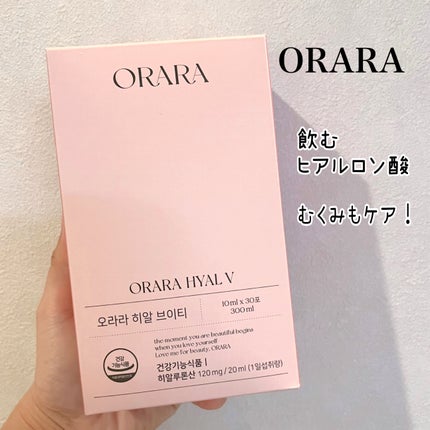 ORARA
ORARA
飲む
ヒアルロン酸
むくみもケア！
ORARA HYAL V
오라라 히알 브이티
10ml x 30포
300ml
the moment you are beautiful begins
when you love yourself
Love me for beauty, ORARA
건강
기능식품
건강기능식품 |
히알루론산 120mg / 20ml (1일섭취량)